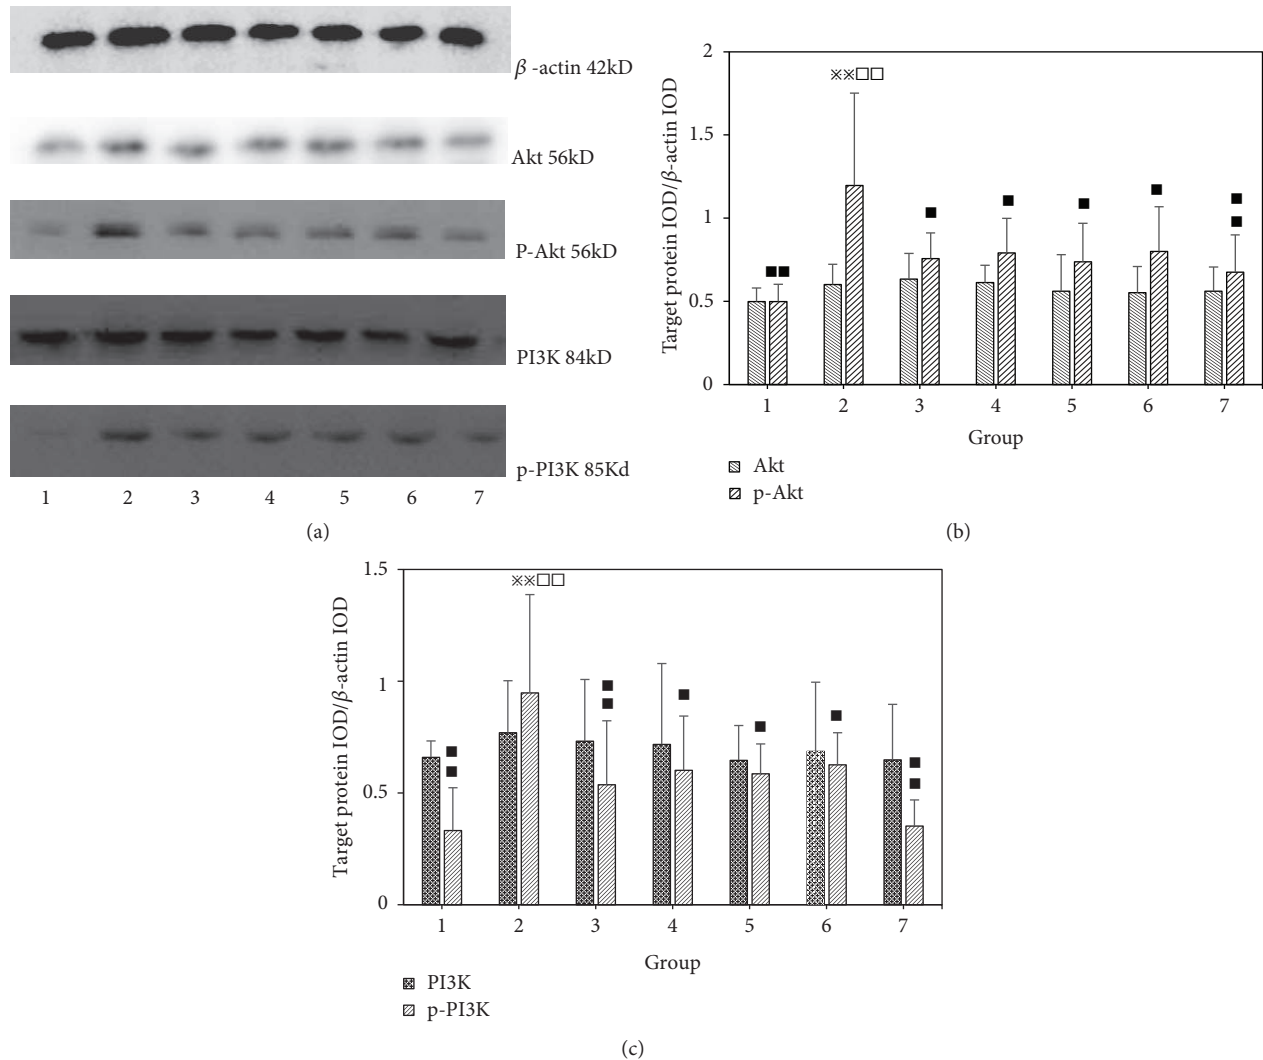 β -actin 42kD
Akt 56kD
P-Akt 56kD
PI3K 84kD
p-PI3K 85Kd
1 2 3 4 5 6 7
(a)
Target protein IOD/β-actin IOD
2
1.5
1
0.5
0
※※□□
■■
■
■
■
■
■
■
1 2 3 4 5 6 7
Group
Akt
p-Akt
(b)
Target protein IOD/β-actin IOD
1.5
1
0.5
0
※※□□
■
■
■
■
■
■
■
■
■
1 2 3 4 5 6 7
Group
PI3K
p-PI3K
(c)